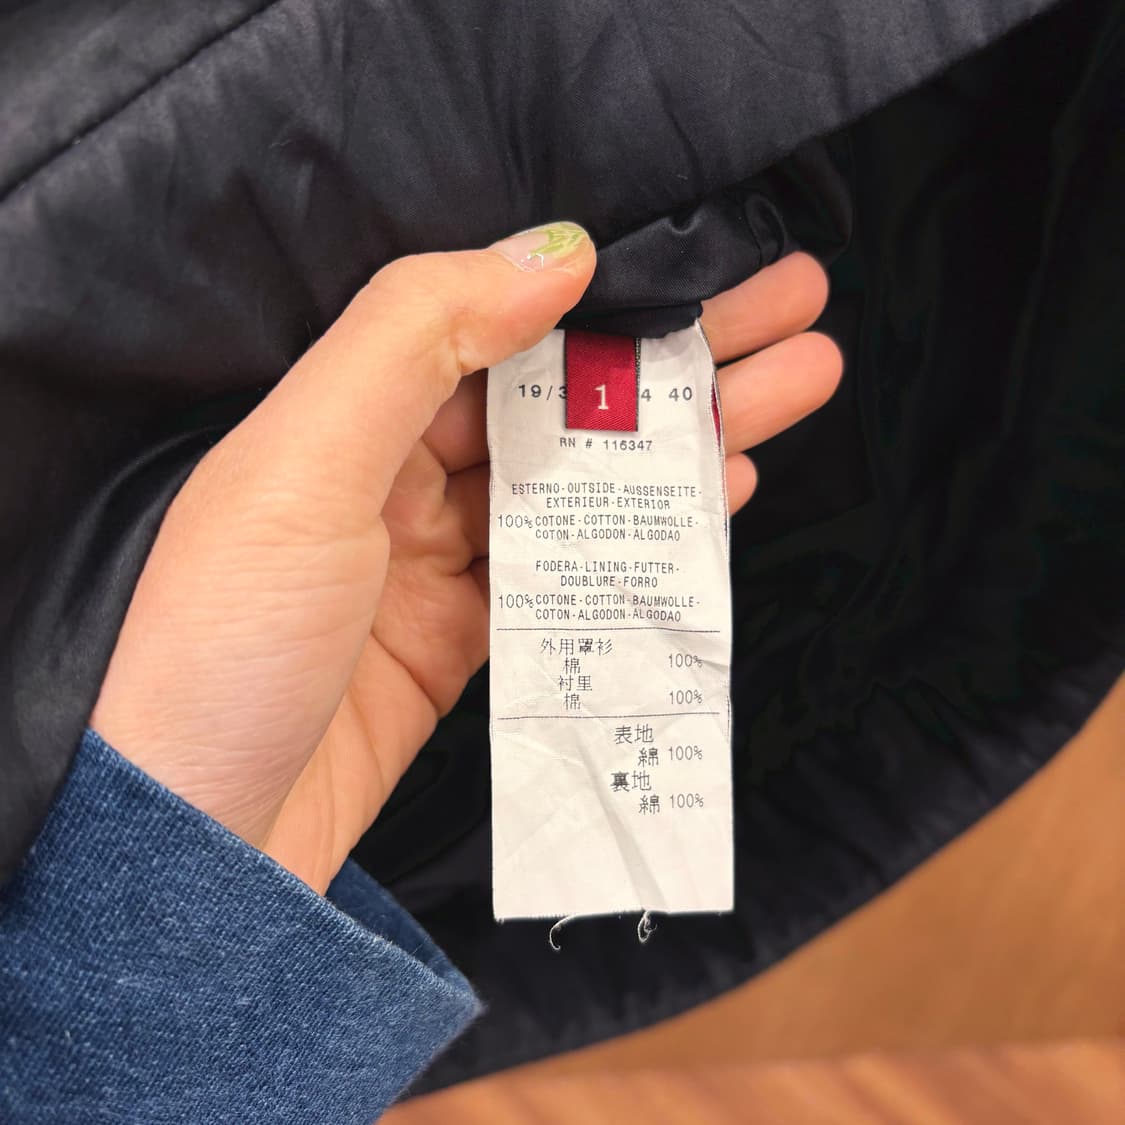 19/3 1 4 40
RN # 116347
ESTERNO-OUTSIDE-AUSSENSEITE-
EXTERIEUR-EXTERIOR
100% COTONE-COTTON-BAUMWOLLE-
COTON-ALGODON-ALGODAO
FODERA-LINING-FUTTER-
DOUBLURE-FORRO
100% COTONE-COTTON-BAUMWOLLE-
COTON-ALGODON-ALGODAO
外用罩衫
棉 100%
衬里
棉 100%
表地
綿 100%
裏地
綿 100%